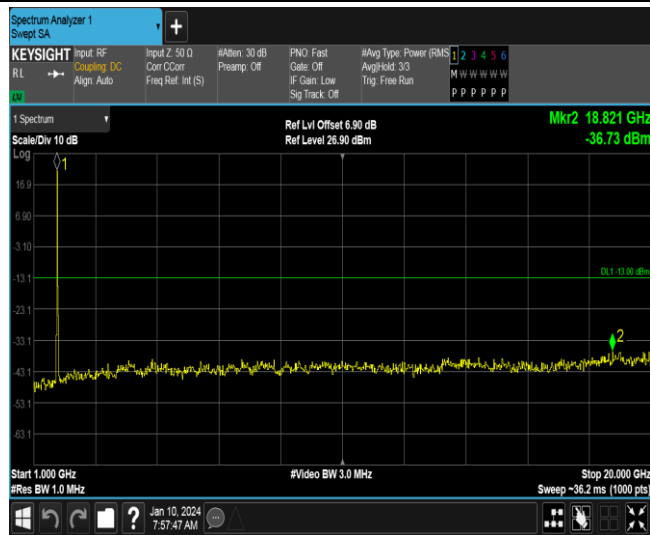 Spectrum Analyzer 1
Swept SA
+
KEYSIGHT
RL
Input: RF
Coupling: DC
Align: Auto
Input Z: 50 Ω
Corr CCorr
Freq Ref: Int (S)
#Atten: 30 dB
Preamp: Off
PNO: Fast
Gate: Off
IF Gain: Low
Sig Track: Off
#Avg Type: Power (RMS
Avg|Hold: 3/3
Trig: Free Run
1 2 3 4 5 6
M W W W W W
P P P P P P
1 Spectrum
Scale/Div 10 dB
Ref Lvl Offset 6.90 dB
Ref Level 26.90 dBm
Mkr2 18.821 GHz
-36.73 dBm
Log
1
16.9
6.90
-3.10
-13.1
DL1 -13.00 dBm
-23.1
-33.1
2
-43.1
-53.1
-63.1
Start 1.000 GHz
#Video BW 3.0 MHz
Stop 20.000 GHz
#Res BW 1.0 MHz
Sweep ~36.2 ms (1000 pts)
?
Jan 10, 2024
7:57:47 AM